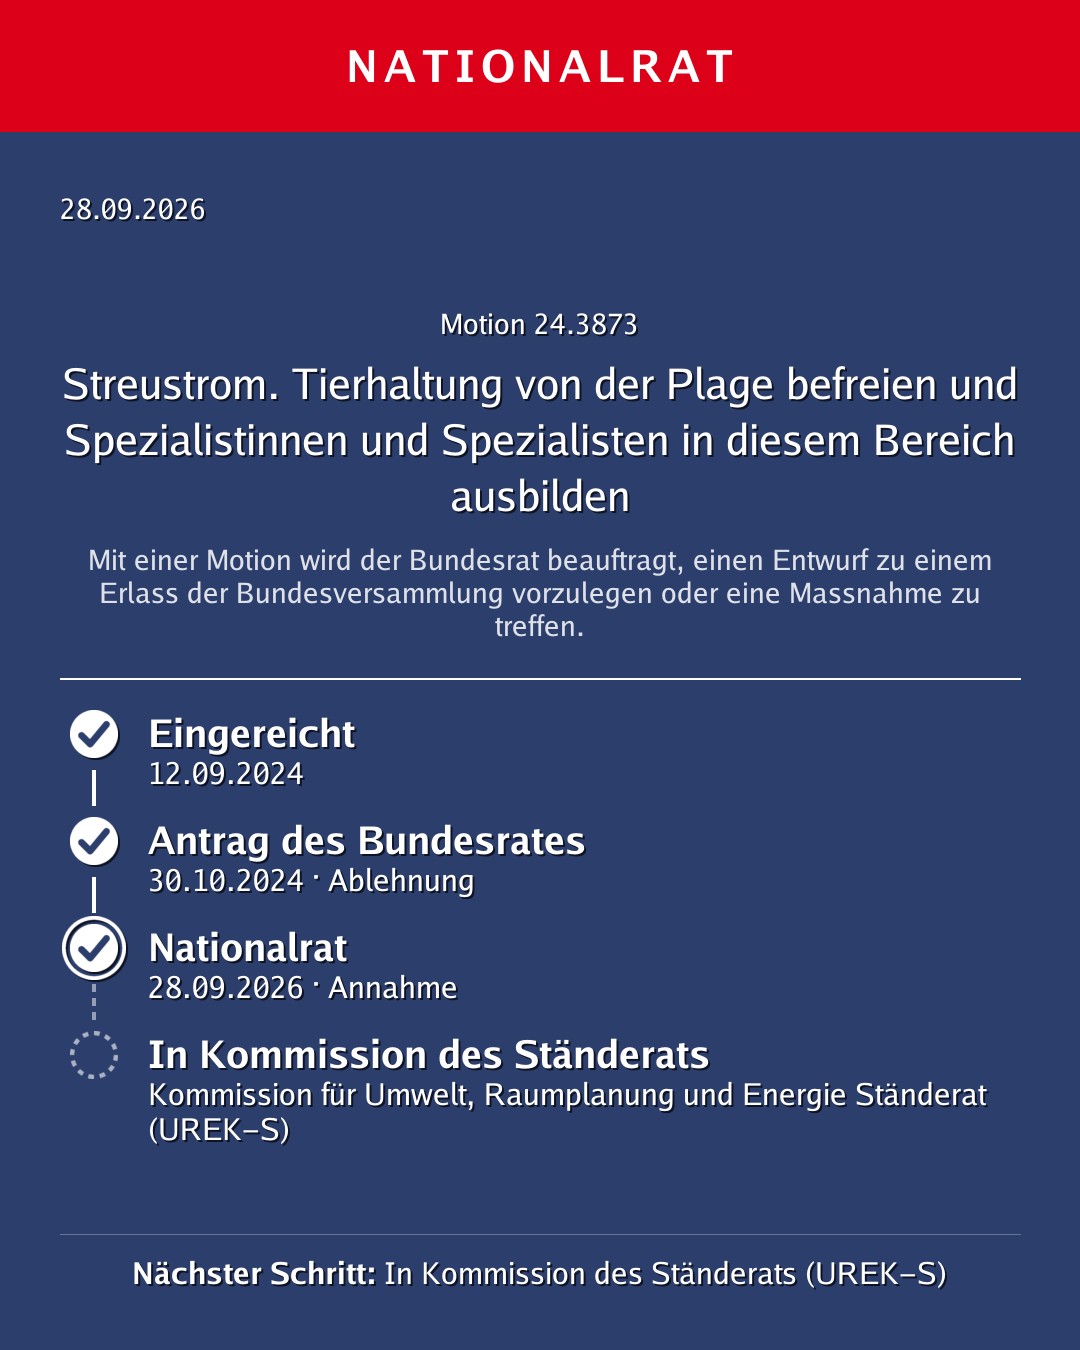 NATIONALRAT
28.09.2026
Motion 24.3873
Streustrom. Tierhaltung von der Plage befreien und
Spezialistinnen und Spezialisten in diesem Bereich
ausbilden
Mit einer Motion wird der Bundesrat beauftragt, einen Entwurf zu einem
Erlass der Bundesversammlung vorzulegen oder eine Massnahme zu
treffen.
Eingereicht
12.09.2024
Antrag des Bundesrates
30.10.2024 · Ablehnung
Nationalrat
28.09.2026 · Annahme
In Kommission des Ständerats
Kommission für Umwelt, Raumplanung und Energie Ständerat
(UREK–S)
Nächster Schritt: In Kommission des Ständerats (UREK–S)